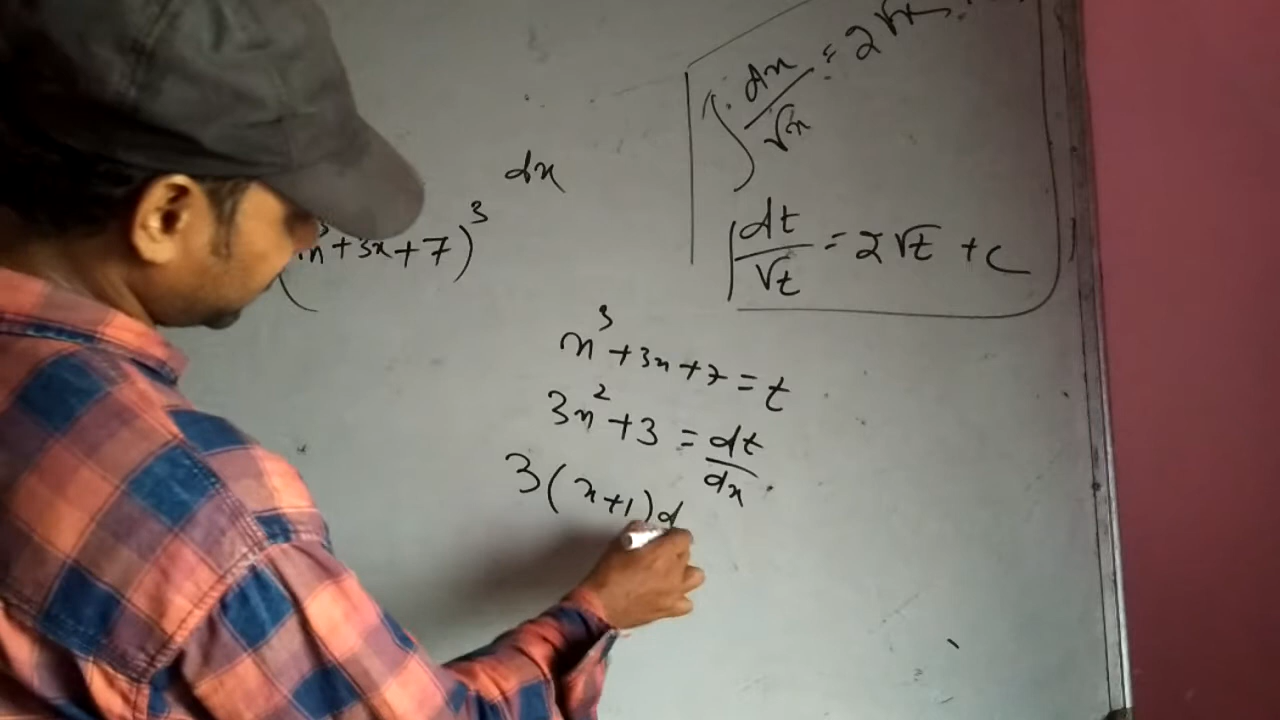 ∫ dx/√x = 2√x
dx
∫ dt/√t = 2√t + c
x³+3x+7)³
x³+3x+7 = t
3x²+3 = dt/dx
3(x+1)d